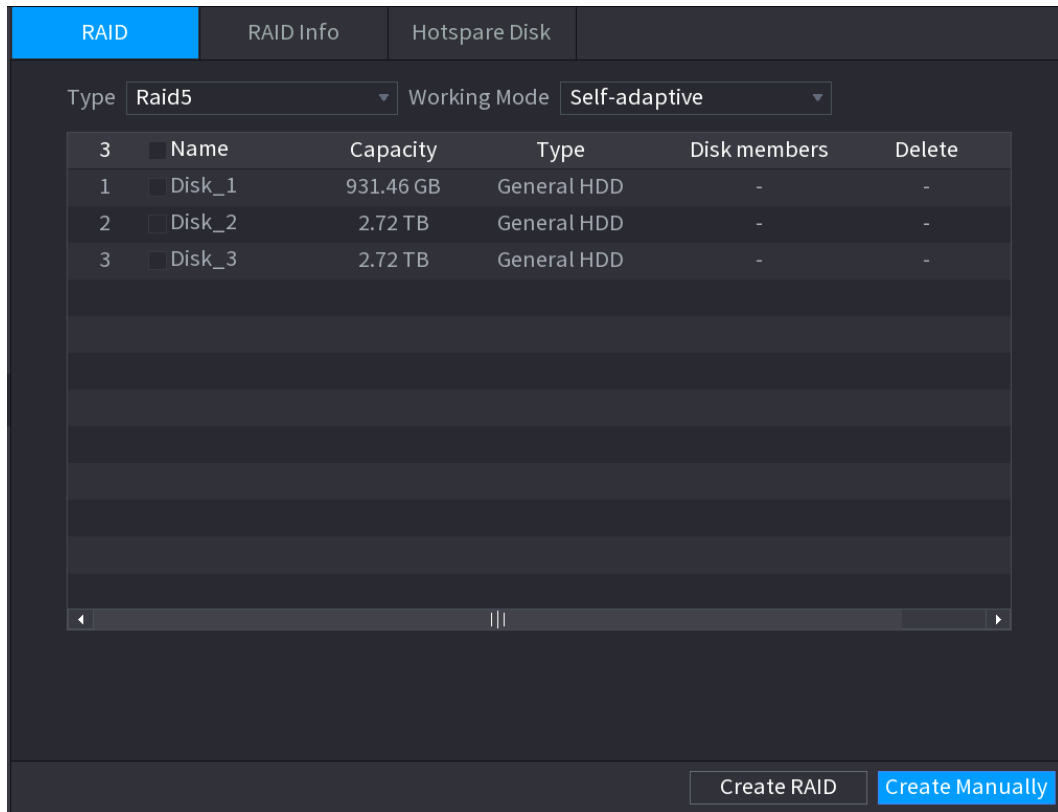 RAID RAID Info Hotspare Disk
Type Raid5 Working Mode Self-adaptive
3 Name Capacity Type Disk members Delete
1 Disk_1 931.46 GB General HDD - -
2 Disk_2 2.72 TB General HDD - -
3 Disk_3 2.72 TB General HDD - -
Create RAID Create Manually